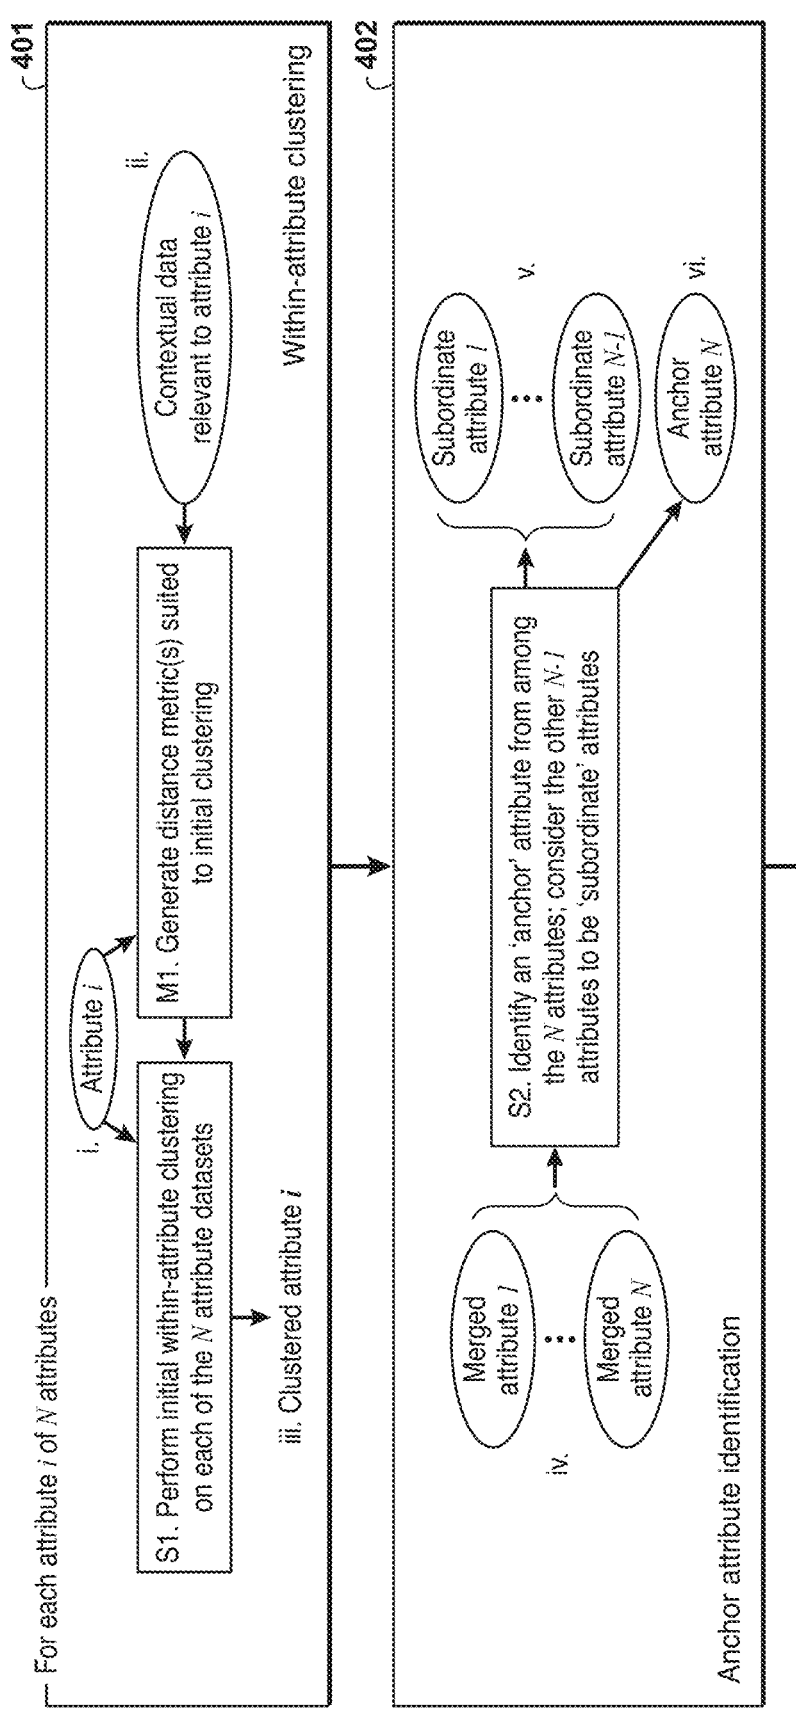 401
For each attribute i of N attributes
i.
Attribute i
ii.
Contextual data
relevant to attribute i
M1. Generate distance metric(s) suited
to initial clustering
S1. Perform initial within-attribute clustering
on each of the N attribute datasets
iii. Clustered attribute i
Within-attribute clustering
402
iv.
Merged
attribute 1
•••
Merged
attribute N
S2. Identify an 'anchor' attribute from among
the N attributes; consider the other N-1
attributes to be 'subordinate' attributes
v.
Subordinate
attribute 1
•••
Subordinate
attribute N-1
vi.
Anchor
attribute N
Anchor attribute identification